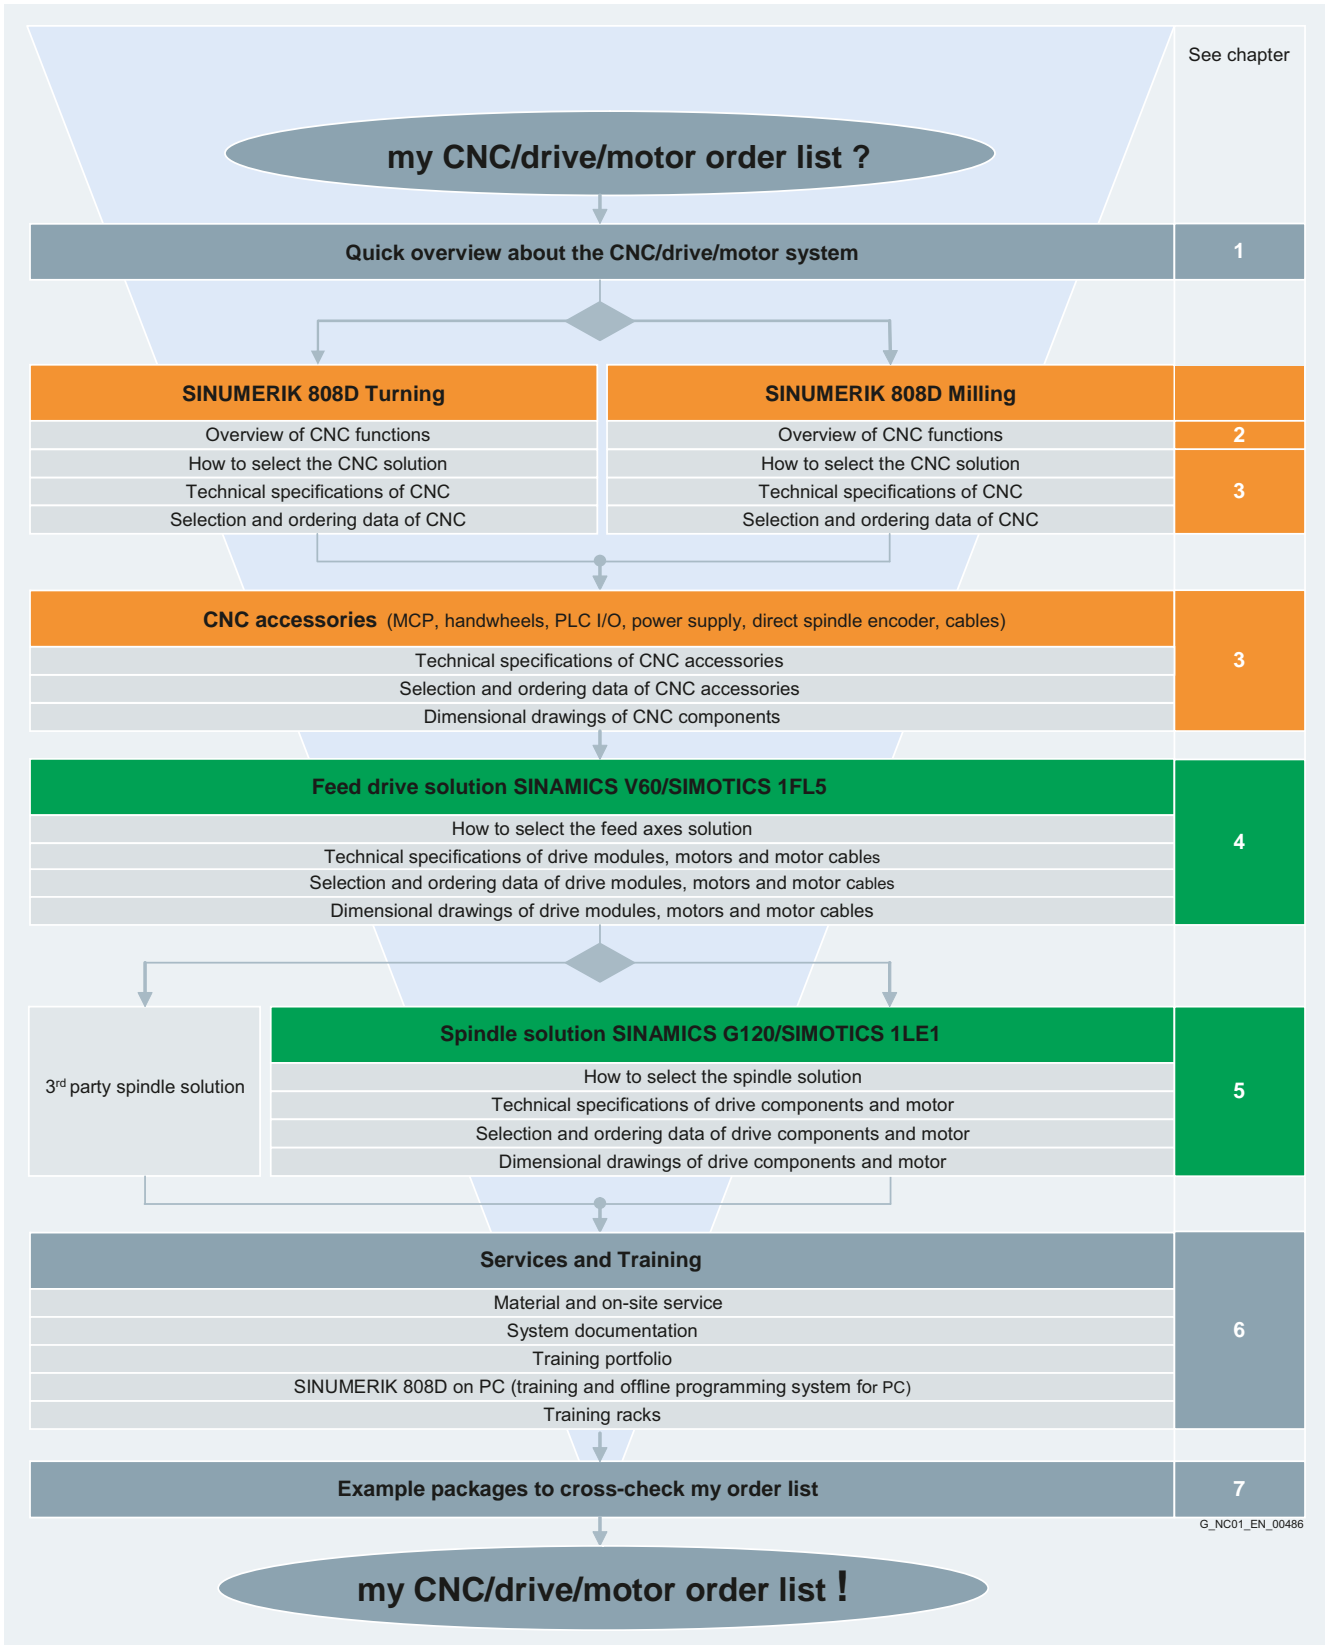 See chapter
my CNC/drive/motor order list ?
Quick overview about the CNC/drive/motor system
1
SINUMERIK 808D Turning
Overview of CNC functions
How to select the CNC solution
Technical specifications of CNC
Selection and ordering data of CNC
SINUMERIK 808D Milling
Overview of CNC functions
How to select the CNC solution
Technical specifications of CNC
Selection and ordering data of CNC
2
3
CNC accessories (MCP, handwheels, PLC I/O, power supply, direct spindle encoder, cables)
Technical specifications of CNC accessories
Selection and ordering data of CNC accessories
Dimensional drawings of CNC components
3
Feed drive solution SINAMICS V60/SIMOTICS 1FL5
How to select the feed axes solution
Technical specifications of drive modules, motors and motor cables
Selection and ordering data of drive modules, motors and motor cables
Dimensional drawings of drive modules, motors and motor cables
4
3rd party spindle solution
Spindle solution SINAMICS G120/SIMOTICS 1LE1
How to select the spindle solution
Technical specifications of drive components and motor
Selection and ordering data of drive components and motor
Dimensional drawings of drive components and motor
5
Services and Training
Material and on-site service
System documentation
Training portfolio
SINUMERIK 808D on PC (training and offline programming system for PC)
Training racks
6
Example packages to cross-check my order list
7
G_NC01_EN_00486
my CNC/drive/motor order list !